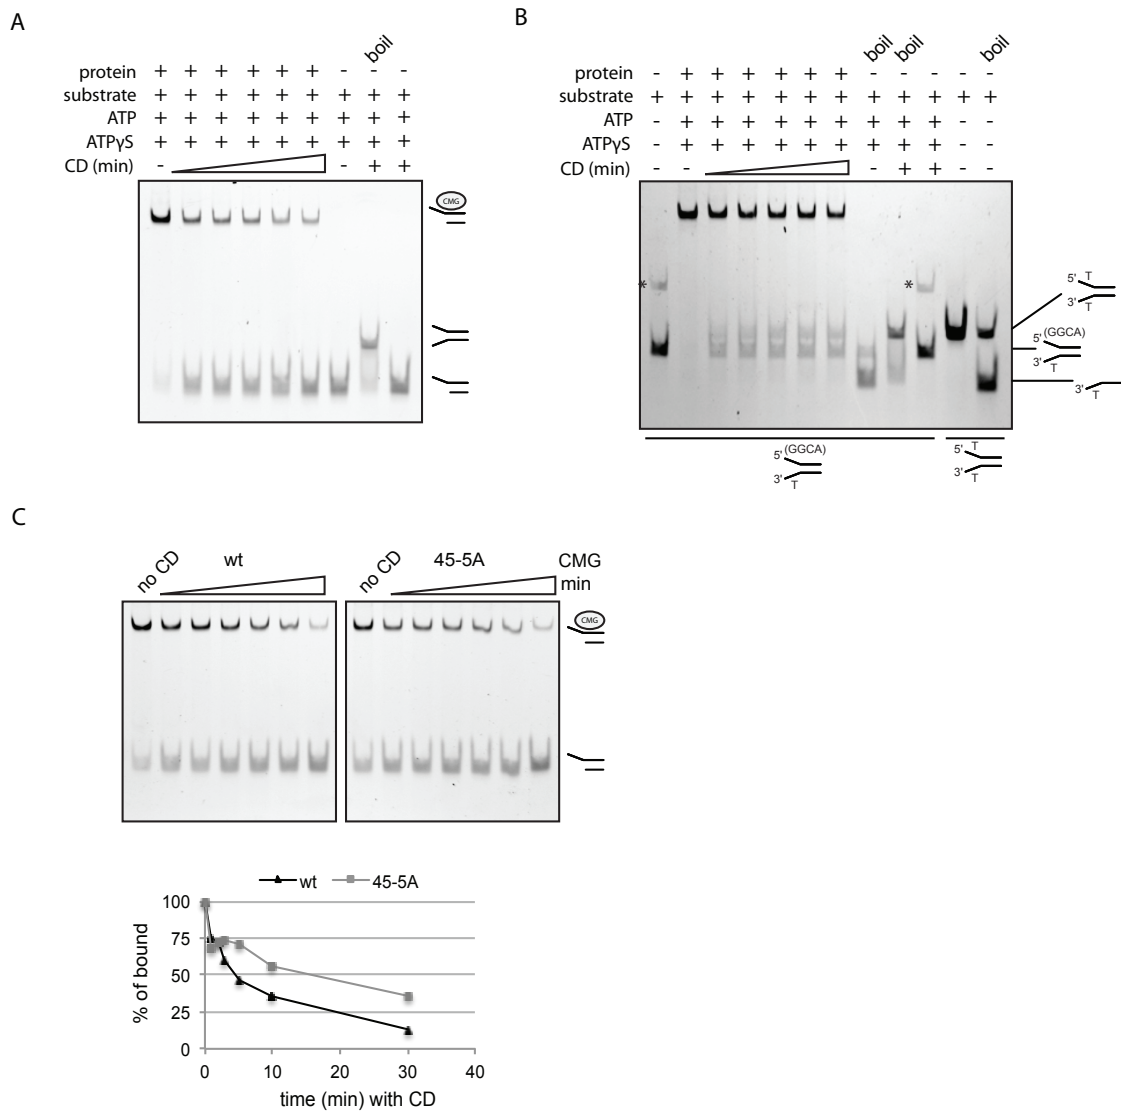 A
boil
protein + + + + + + - - -
substrate + + + + + + + + +
ATP + + + + + + + + +
ATPγS + + + + + + + + +
CD (min) - - + +
CMG
B
boil boil boil
protein - + + + + + + - - - - -
substrate + + + + + + + + + + + +
ATP - + + + + + + + + + - -
ATPγS - + + + + + + + + + - -
CD (min) - - - + + - -
* *
5' T
3' T
5' (GGCA)
3' T
3' T
5' (GGCA)
3' T
5' T
3' T
C
no CD wt no CD 45-5A CMG
min
CMG
wt 45-5A
100
75
50
25
0
% of bound
0 10 20 30 40
time (min) with CD